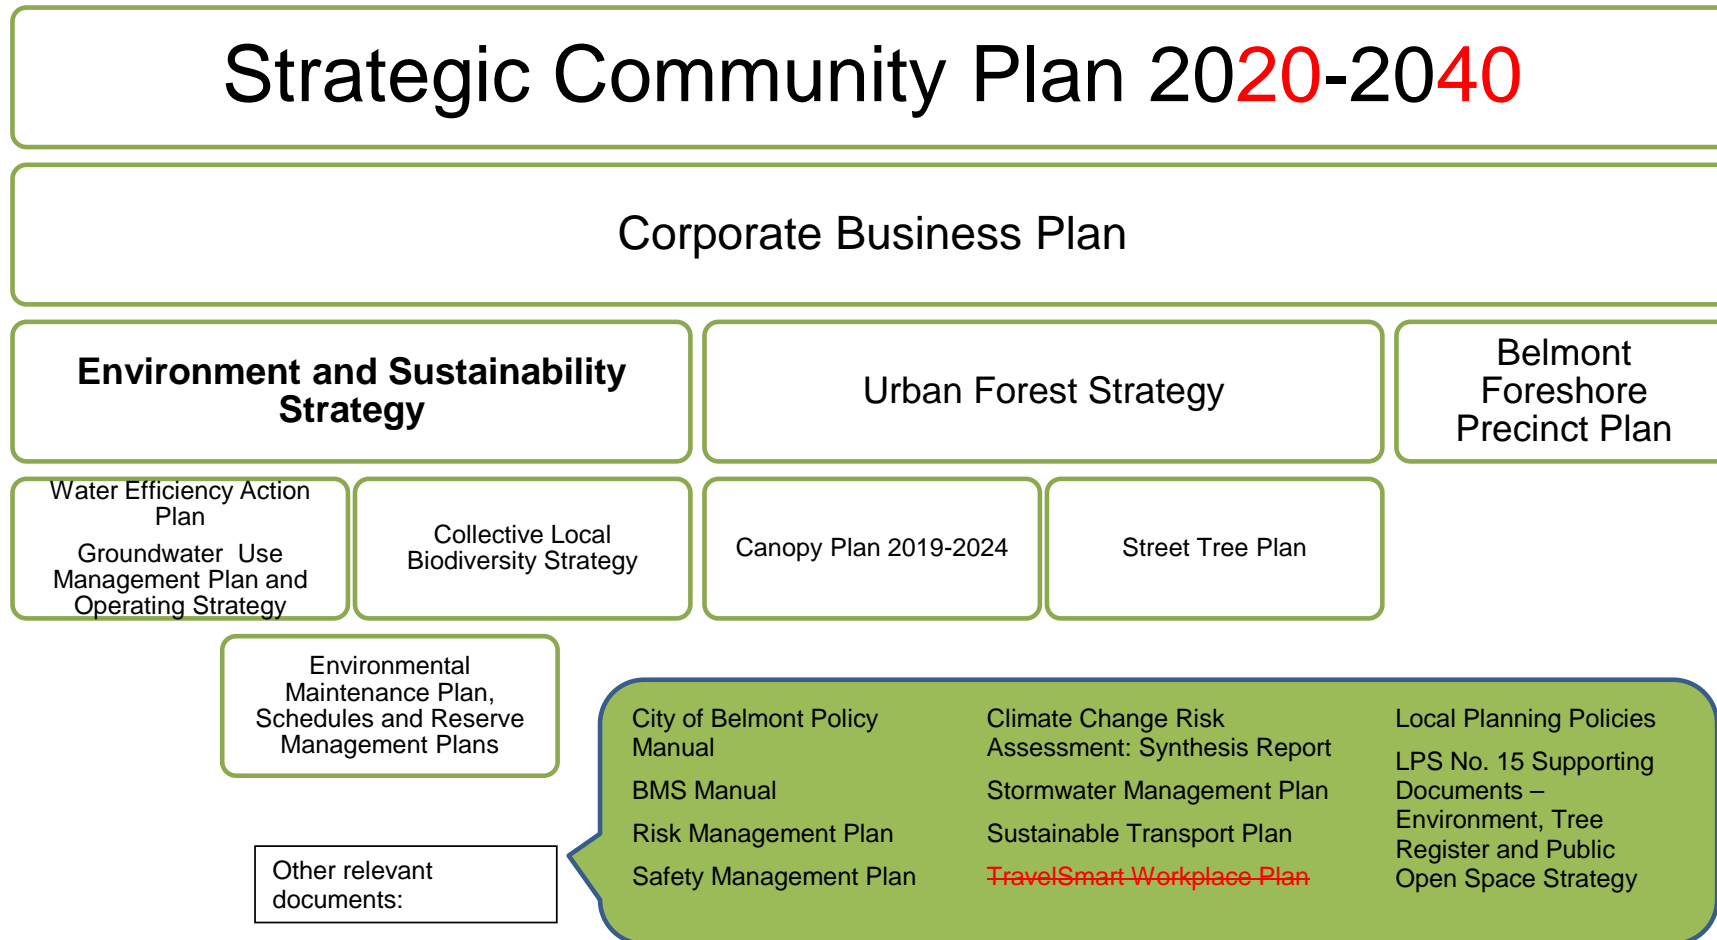 Strategic Community Plan 2020-2040
Corporate Business Plan
Environment and Sustainability
Strategy
Urban Forest Strategy
Belmont
Foreshore
Precinct Plan
Water Efficiency Action
Plan
Groundwater Use
Management Plan and
Operating Strategy
Collective Local
Biodiversity Strategy
Canopy Plan 2019-2024
Street Tree Plan
Environmental
Maintenance Plan,
Schedules and Reserve
Management Plans
Other relevant
documents:
City of Belmont Policy
Manual
BMS Manual
Risk Management Plan
Safety Management Plan
Climate Change Risk
Assessment: Synthesis Report
Stormwater Management Plan
Sustainable Transport Plan
TravelSmart Workplace Plan
Local Planning Policies
LPS No. 15 Supporting
Documents –
Environment, Tree
Register and Public
Open Space Strategy